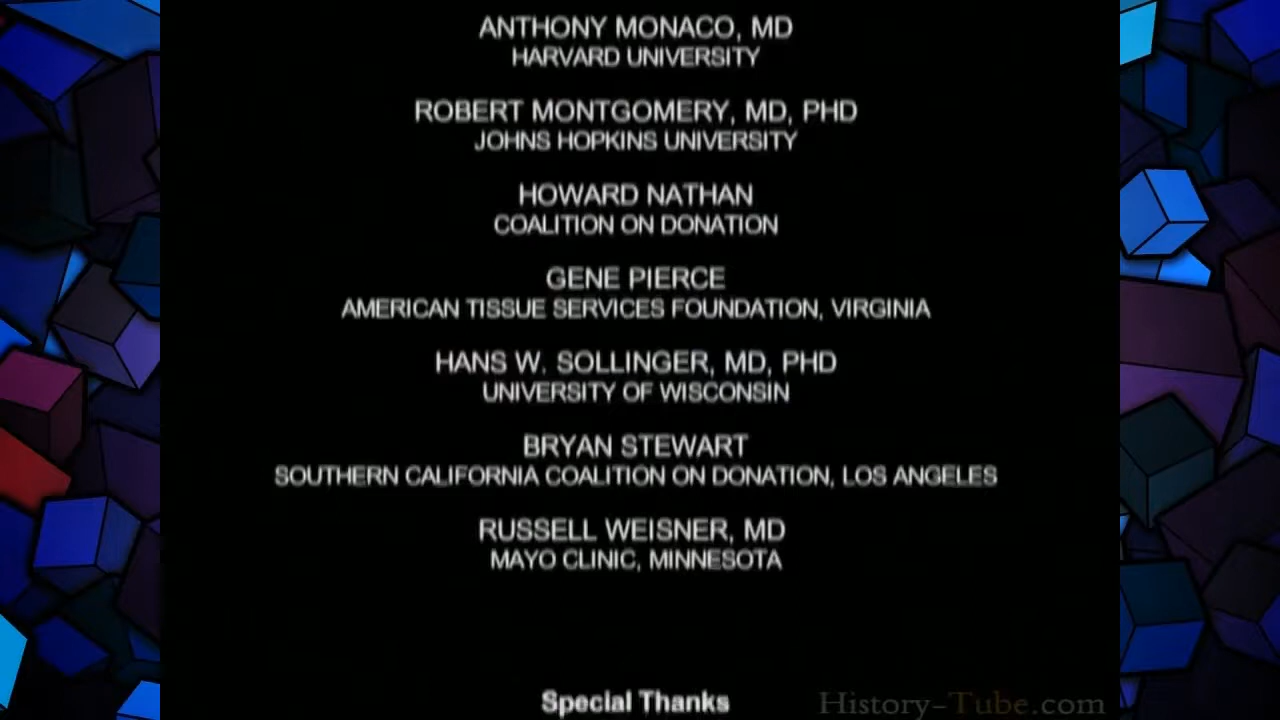 ANTHONY MONACO, MD
HARVARD UNIVERSITY
ROBERT MONTGOMERY, MD, PHD
JOHNS HOPKINS UNIVERSITY
HOWARD NATHAN
COALITION ON DONATION
GENE PIERCE
AMERICAN TISSUE SERVICES FOUNDATION, VIRGINIA
HANS W. SOLLINGER, MD, PHD
UNIVERSITY OF WISCONSIN
BRYAN STEWART
SOUTHERN CALIFORNIA COALITION ON DONATION, LOS ANGELES
RUSSELL WEISNER, MD
MAYO CLINIC, MINNESOTA
Special Thanks
History-Tube.com